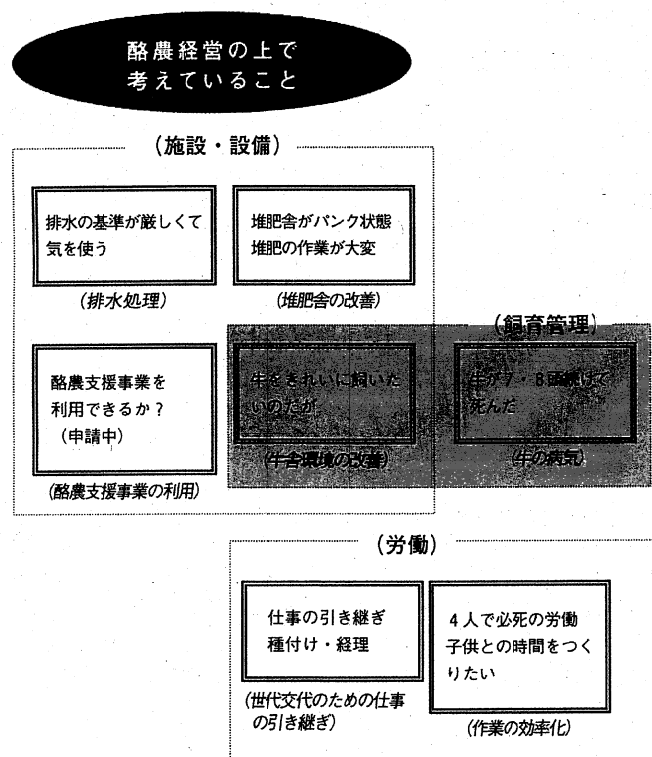 酪農経営の上で
考えていること
(施設・設備)
排水の基準が厳しくて
気を使う
(排水処理)
堆肥舎がパンク状態
堆肥の作業が大変
(堆肥舎の改善)
酪農支援事業を
利用できるか?
(申請中)
(酪農支援事業の利用)
(飼育管理)
牛をきれいに飼いた
いのだが
(牛舎環境の改善)
牛が7・8頭続けて
死んだ
(牛の病気)
(労働)
仕事の引き継ぎ
種付け・経理
(世代交代のための仕事
の引き継ぎ)
4人で必死の労働
子供との時間をつく
りたい
(作業の効率化)